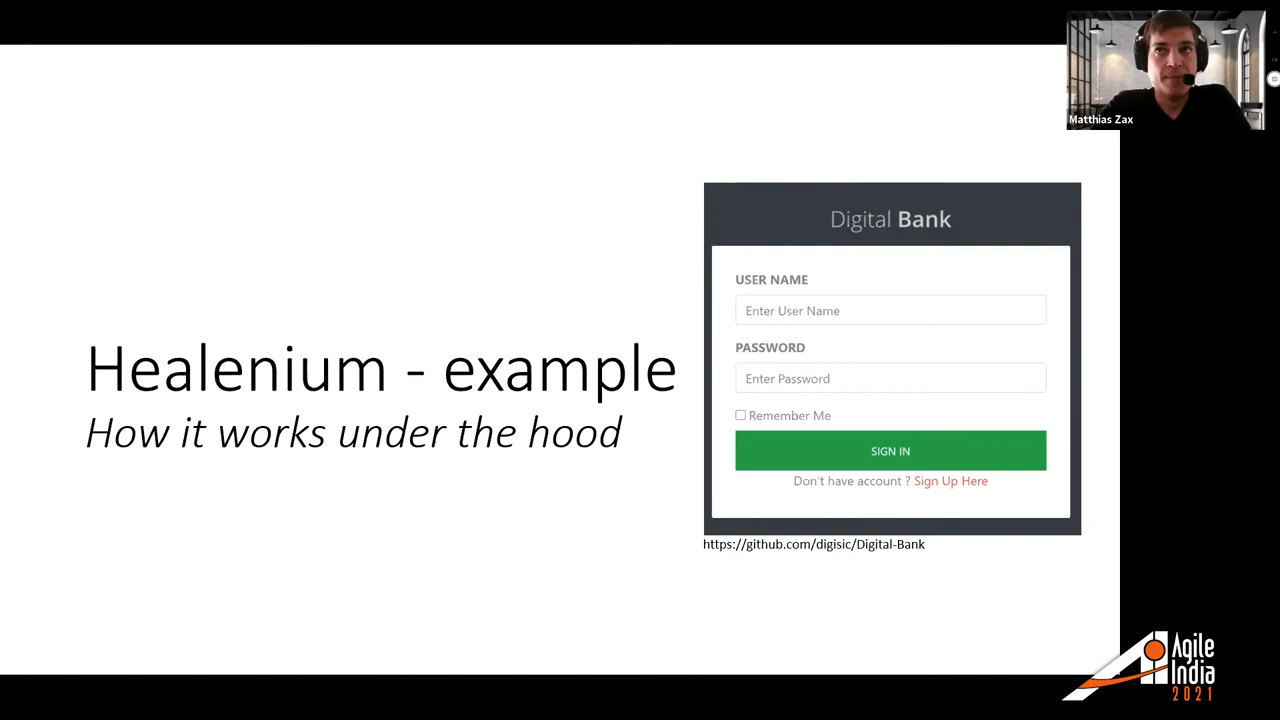 Matthias Zax
Healenium - example
How it works under the hood
Digital Bank
USER NAME
Enter User Name
PASSWORD
Enter Password
Remember Me
SIGN IN
Don't have account ? Sign Up Here
https://github.com/digisic/Digital-Bank
Agile
India
2021